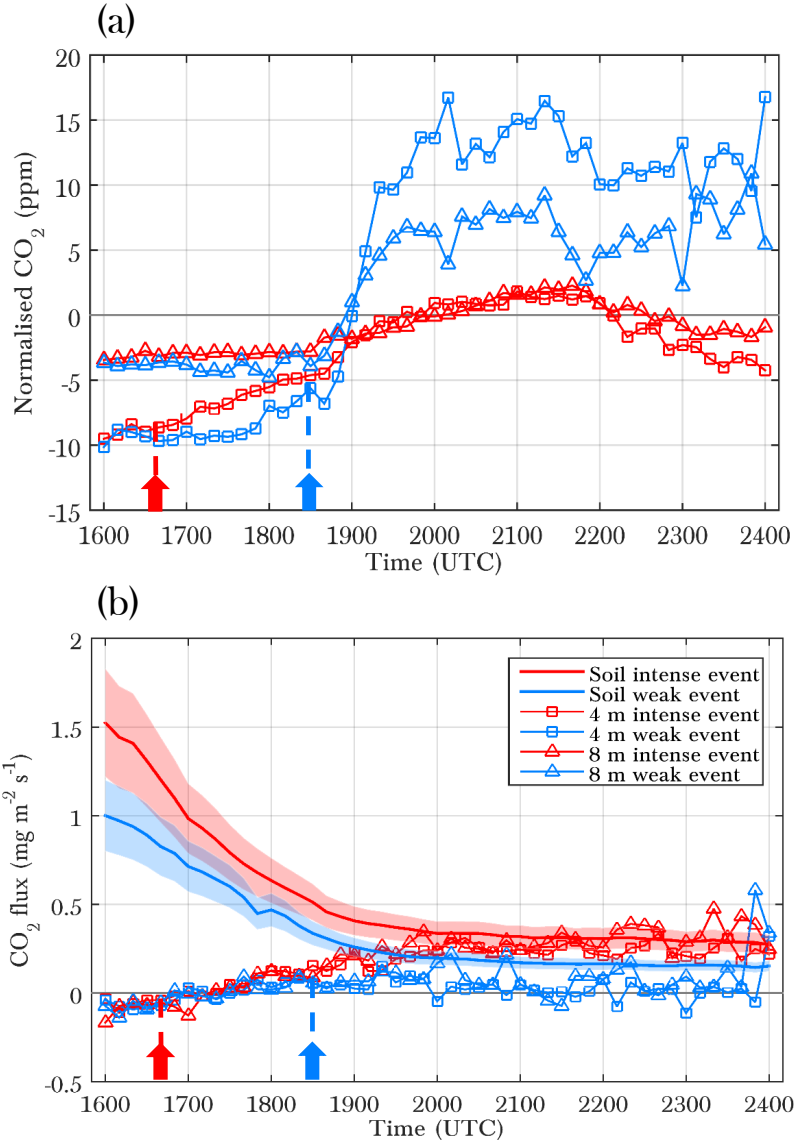 (a)
20
15
10
5
0
-5
-10
-15
Normalised CO2 (ppm)
1600 1700 1800 1900 2000 2100 2200 2300 2400
Time (UTC)
(b)
2
1.5
1
0.5
0
-0.5
CO2 flux (mg m-2 s-1)
Soil intense event
Soil weak event
4 m intense event
4 m weak event
8 m intense event
8 m weak event
1600 1700 1800 1900 2000 2100 2200 2300 2400
Time (UTC)